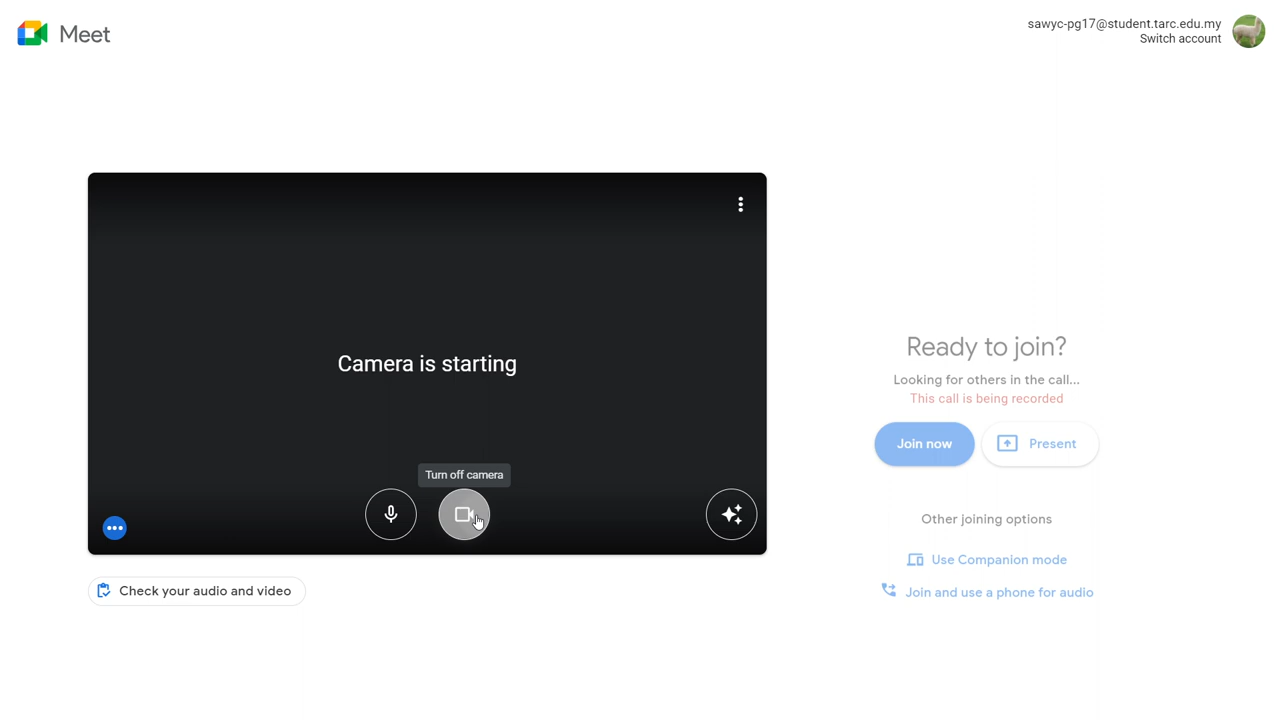 Meet
sawyc-pg17@student.tarc.edu.my
Switch account
Camera is starting
Turn off camera
Check your audio and video
Ready to join?
Looking for others in the call...
This call is being recorded
Join now
Present
Other joining options
Use Companion mode
Join and use a phone for audio